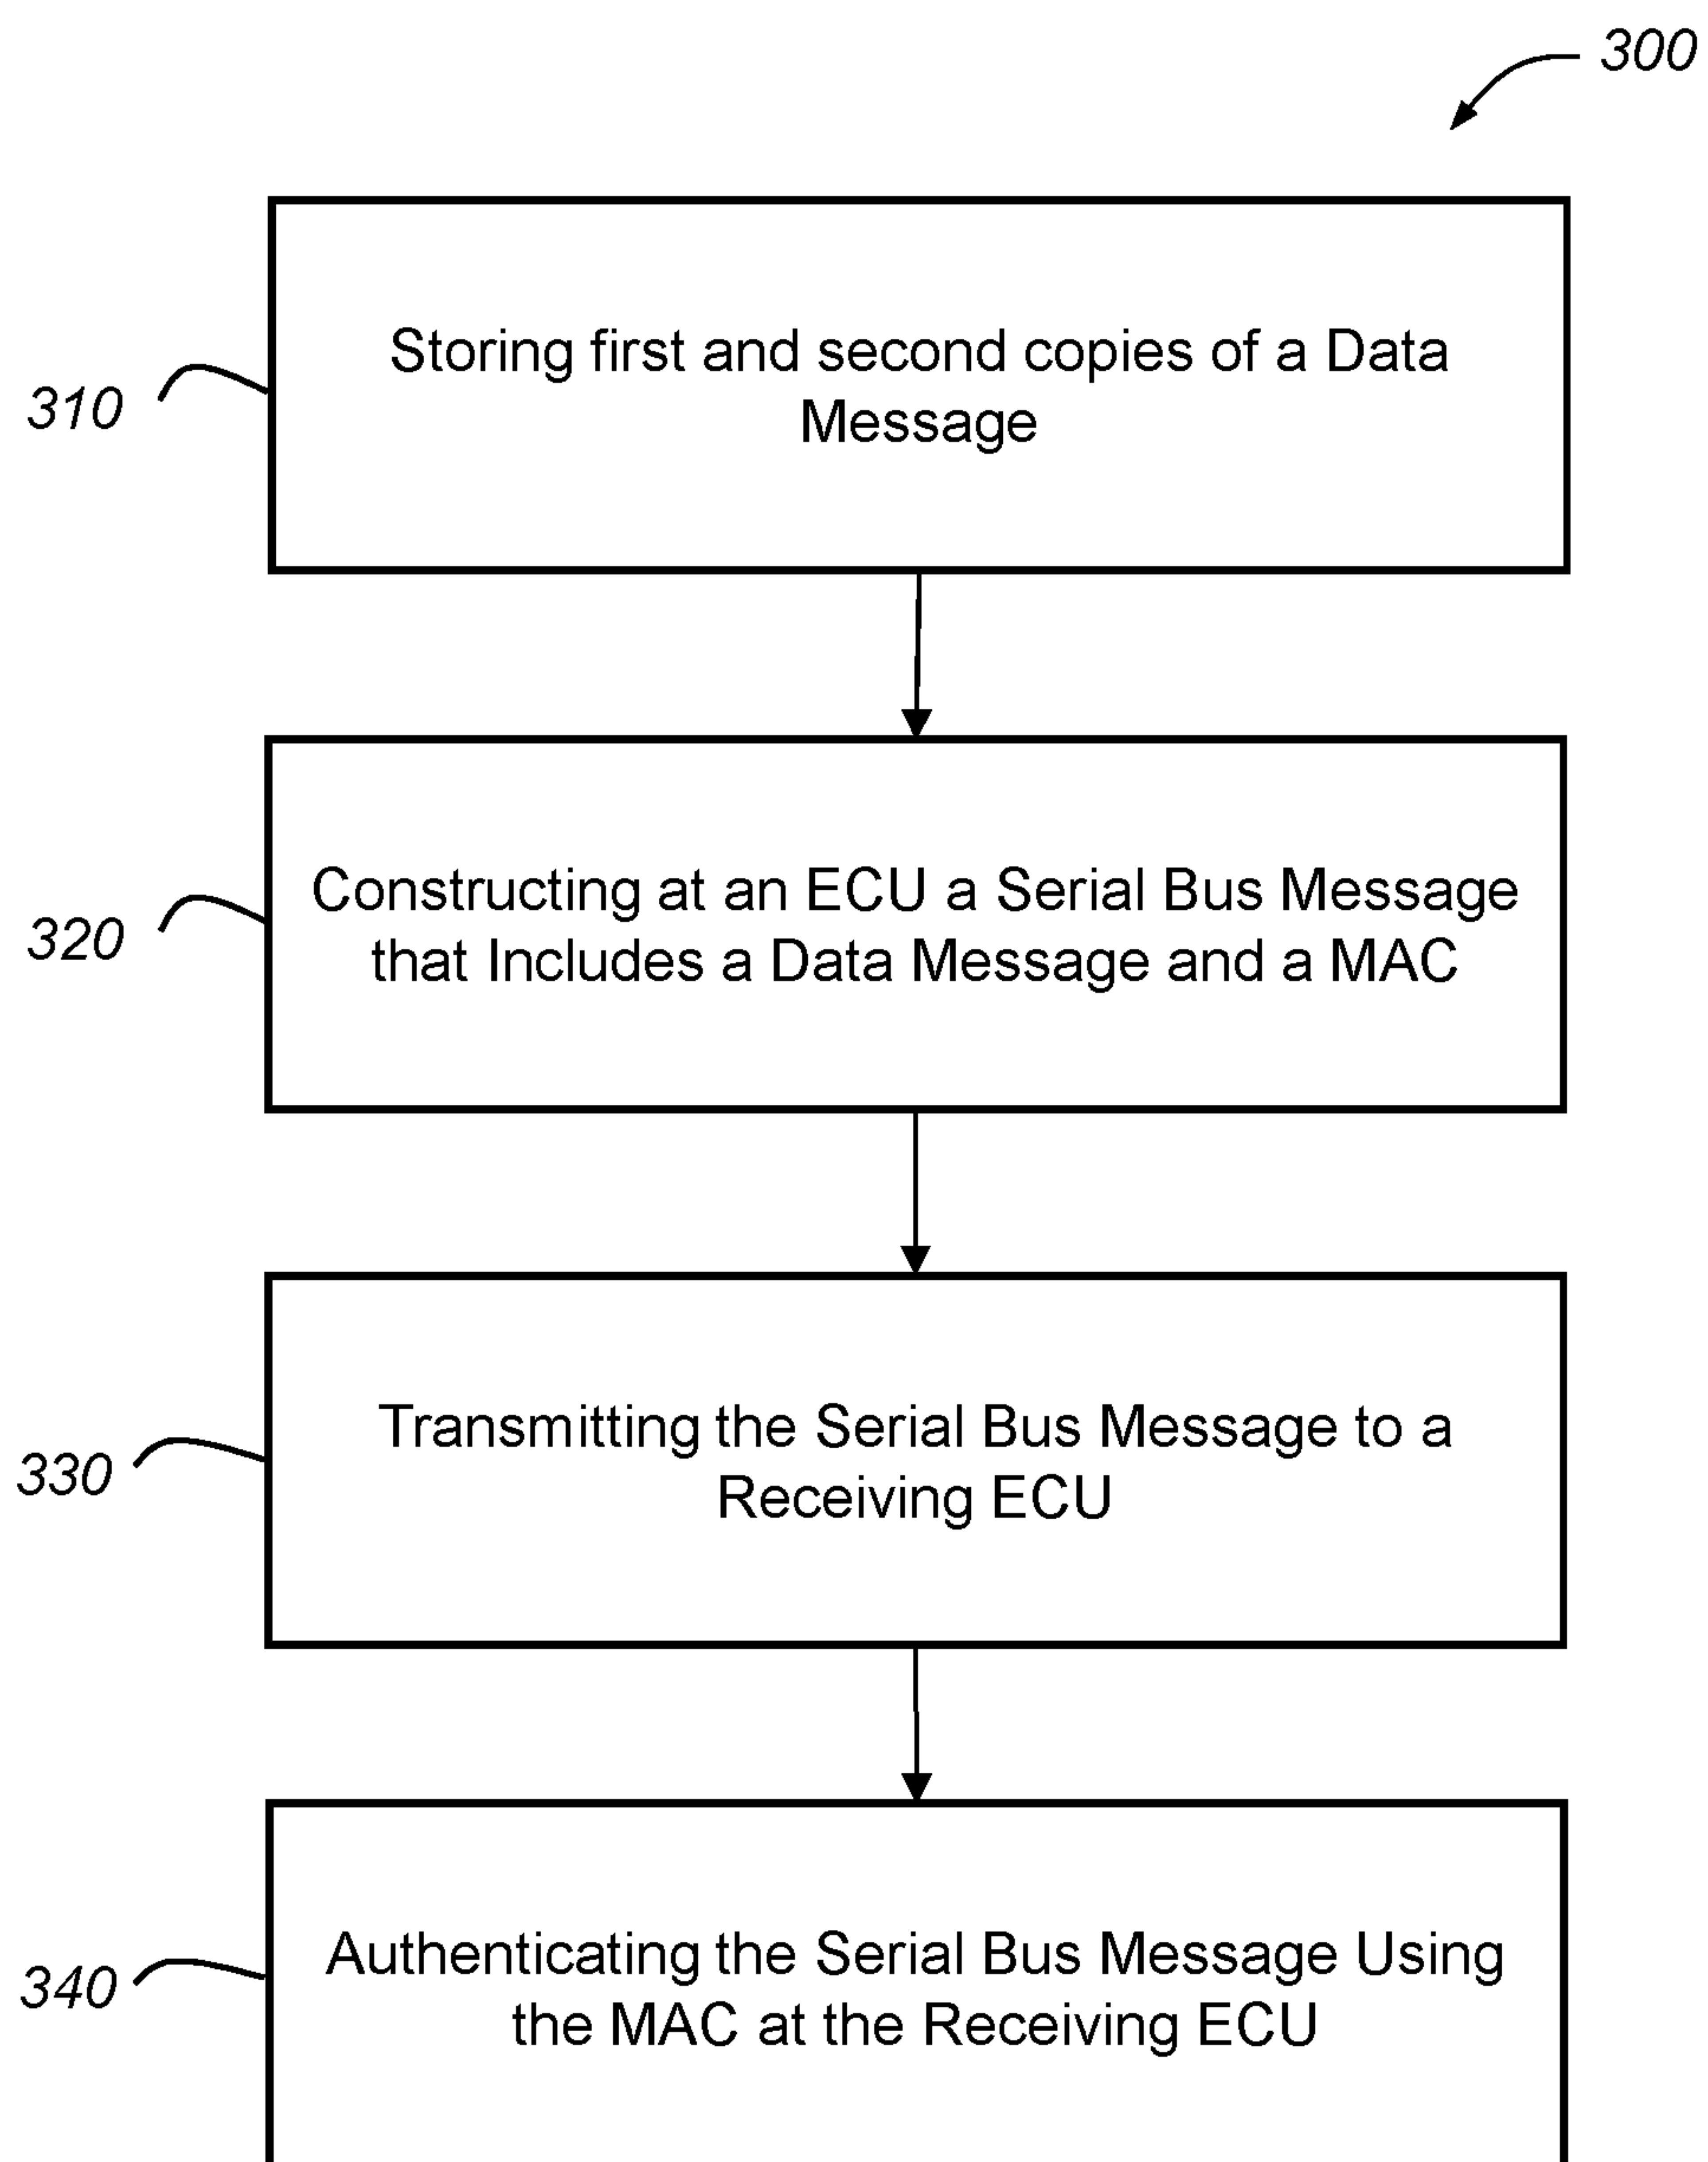 300
310
Storing first and second copies of a Data
Message
320
Constructing at an ECU a Serial Bus Message
that Includes a Data Message and a MAC
330
Transmitting the Serial Bus Message to a
Receiving ECU
340
Authenticating the Serial Bus Message Using
the MAC at the Receiving ECU